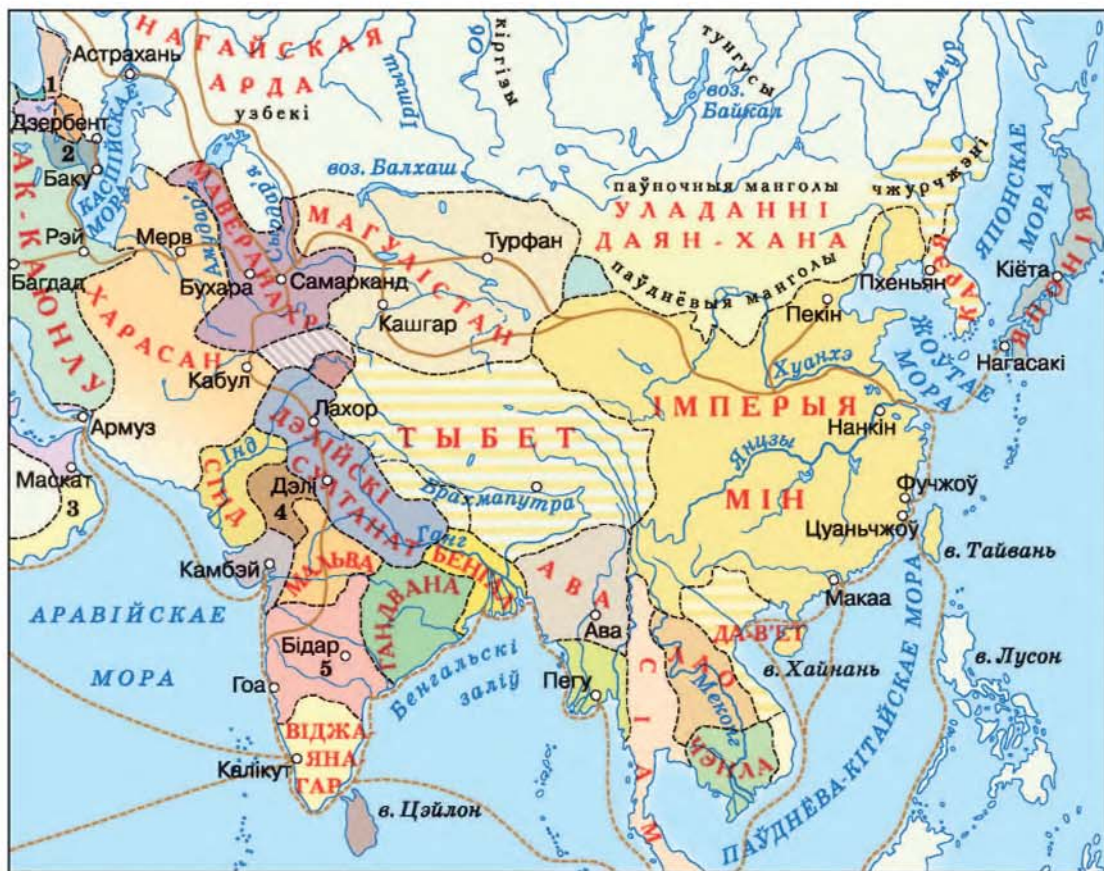 НАГАЙСКАЯ
АРДА
узбекі
Астрахань
Іртыш
Об
кіргізы
тунгусы
воз.
Байкал
Амур
1
Дзербент
2
Баку
КАСПІЙСКАЕ
МОРА
АК-КАЮНЛУ
Рэй
Багдад
Мерв
Амудар'я
Сырдар'я
МАВЕРАНАХР
Бухара
Самарканд
воз. Балхаш
МАГУЛІСТАН
Турфан
Кашгар
паўночныя манголы
УЛАДАННІ
ДАЯН-ХАНА
паўднёвыя манголы
чжурчжэні
КАРЭЯ
Пхеньян
ЯПОНСКАЕ
МОРА
ЯПОНІЯ
Кіёта
Нагасакі
Пекін
ЖОЎТАЕ
МОРА
Хуанхэ
ІМПЕРЫЯ
МІН
Нанкін
Янцзы
Фучжоў
Цуаньчжоў
в. Тайвань
Макаа
ХАРАСАН
Кабул
Армуз
Маскат
3
Лахор
ДЭЛІЙСКІ
СУЛТАНАТ
Дэлі
4
Інд
СІНД
ТЫБЕТ
Брахмапутра
Ганг
БЕНГАЛ
Камбэй
МАЛЬВА
ГАНДВАНА
Бідар
5
Гоа
ВІДЖА-
ЯНА-
ГАР
Калікут
в. Цэйлон
АРАВІЙСКАЕ
МОРА
Бенгальскі
заліў
АВА
Ава
Пегу
СІАМ
ЛАО
Меконг
ДА-В'ЕТ
в. Хайнань
в. Лусон
ПАЎДНЁВА-КІТАЙСКАЕ МОРА